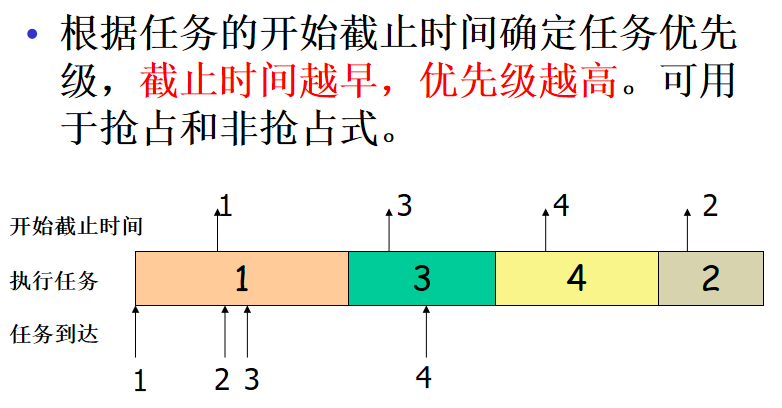 • 根据任务的开始截止时间确定任务优先
级，截止时间越早，优先级越高。可用
于抢占和非抢占式。
1 3 4 2
开始截止时间
执行任务 1 3 4 2
任务到达
1 2 3 4